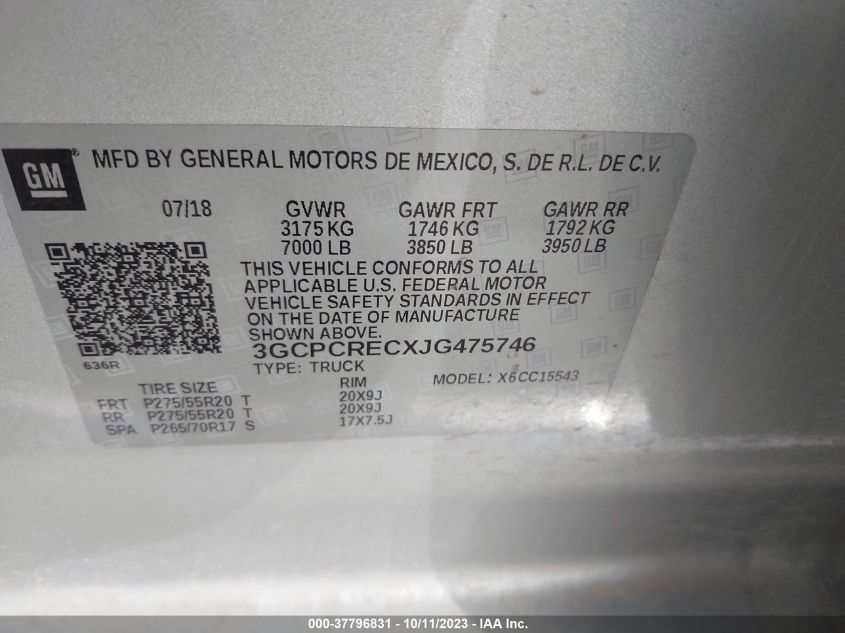 GM® MFD BY GENERAL MOTORS DE MEXICO, S. DE R.L. DE C.V.
07/18 GVWR GAWR FRT GAWR RR
3175 KG 1746 KG 1792 KG
7000 LB 3850 LB 3950 LB
THIS VEHICLE CONFORMS TO ALL
APPLICABLE U.S. FEDERAL MOTOR
VEHICLE SAFETY STANDARDS IN EFFECT
ON THE DATE OF MANUFACTURE
SHOWN ABOVE.
3GCPCRECXJG475746
636R TYPE: TRUCK MODEL: X6CC15543
TIRE SIZE RIM
FRT P275/55R20 T 20X9J
RR P275/55R20 T 20X9J
SPA P265/70R17 S 17X7.5J
000-37796831 - 10/11/2023 - IAA Inc.